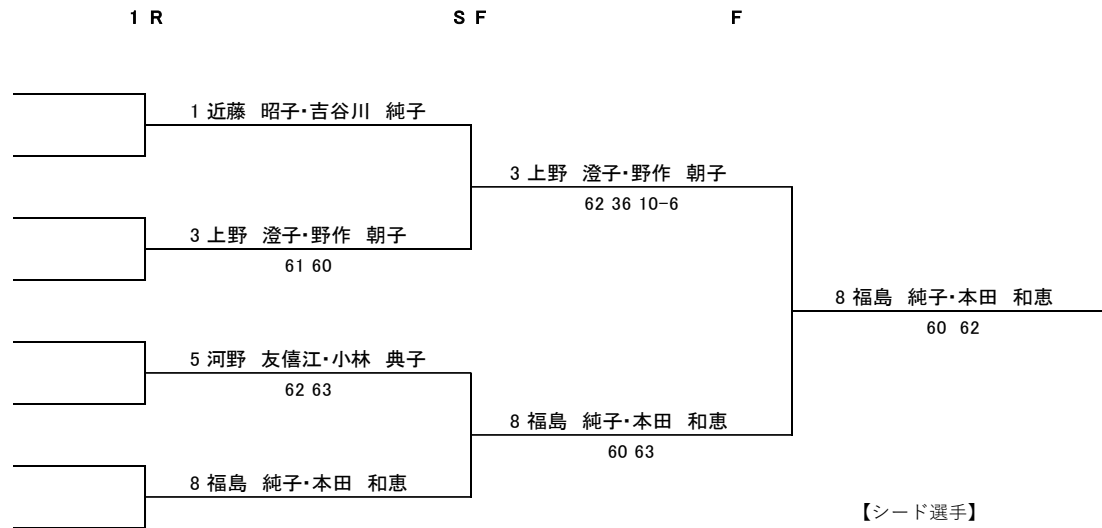 1 R S F F
1 近藤 昭子・吉谷川 純子
3 上野 澄子・野作 朝子
62 36 10-6
3 上野 澄子・野作 朝子
61 60
8 福島 純子・本田 和恵
60 62
5 河野 友僖江・小林 典子
62 63
8 福島 純子・本田 和恵
60 63
8 福島 純子・本田 和恵
【シード選手】